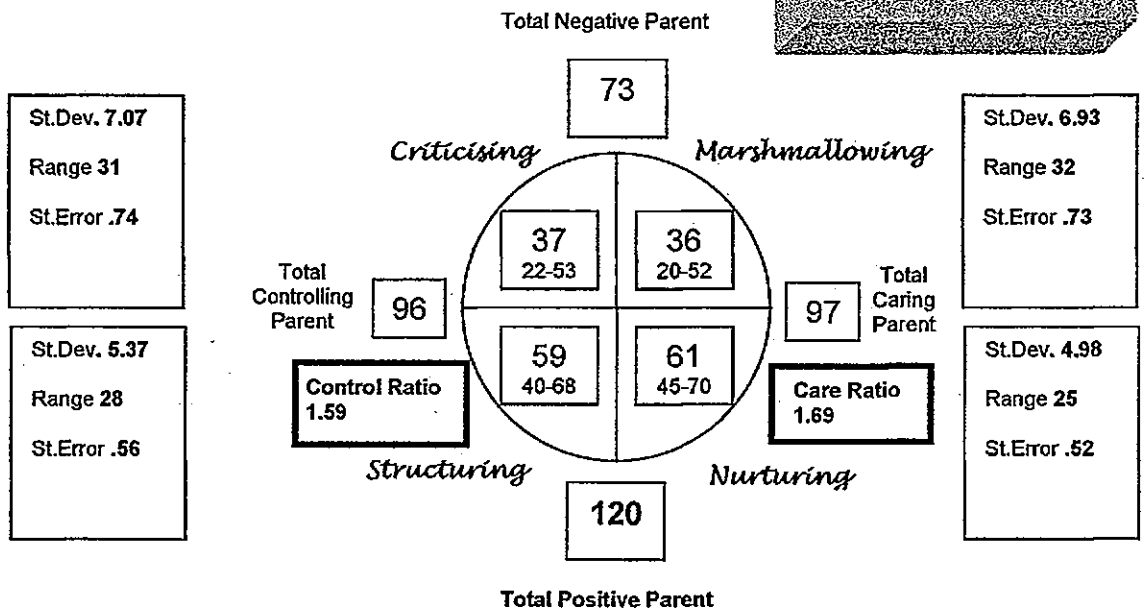 Total Negative Parent
73
St.Dev. 7.07
Range 31
St.Error .74
Criticising
Marshmallowing
St.Dev. 6.93
Range 32
St.Error .73
37
22-53
36
20-52
Total
Controlling
Parent
96
97
Total
Caring
Parent
St.Dev. 5.37
Range 28
St.Error .56
59
40-68
61
45-70
Control Ratio
1.59
Care Ratio
1.69
St.Dev. 4.98
Range 25
St.Error .52
Structuring
Nurturing
120
Total Positive Parent